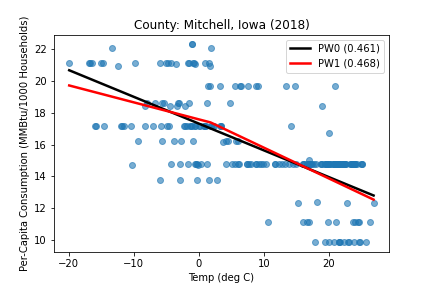 County: Mitchell, Iowa (2018)
PW0 (0.461)
PW1 (0.468)
Per-Capita Consumption (MMBtu/1000 Households)
22
20
18
16
14
12
10
−20
−10
0
10
20
Temp (deg C)